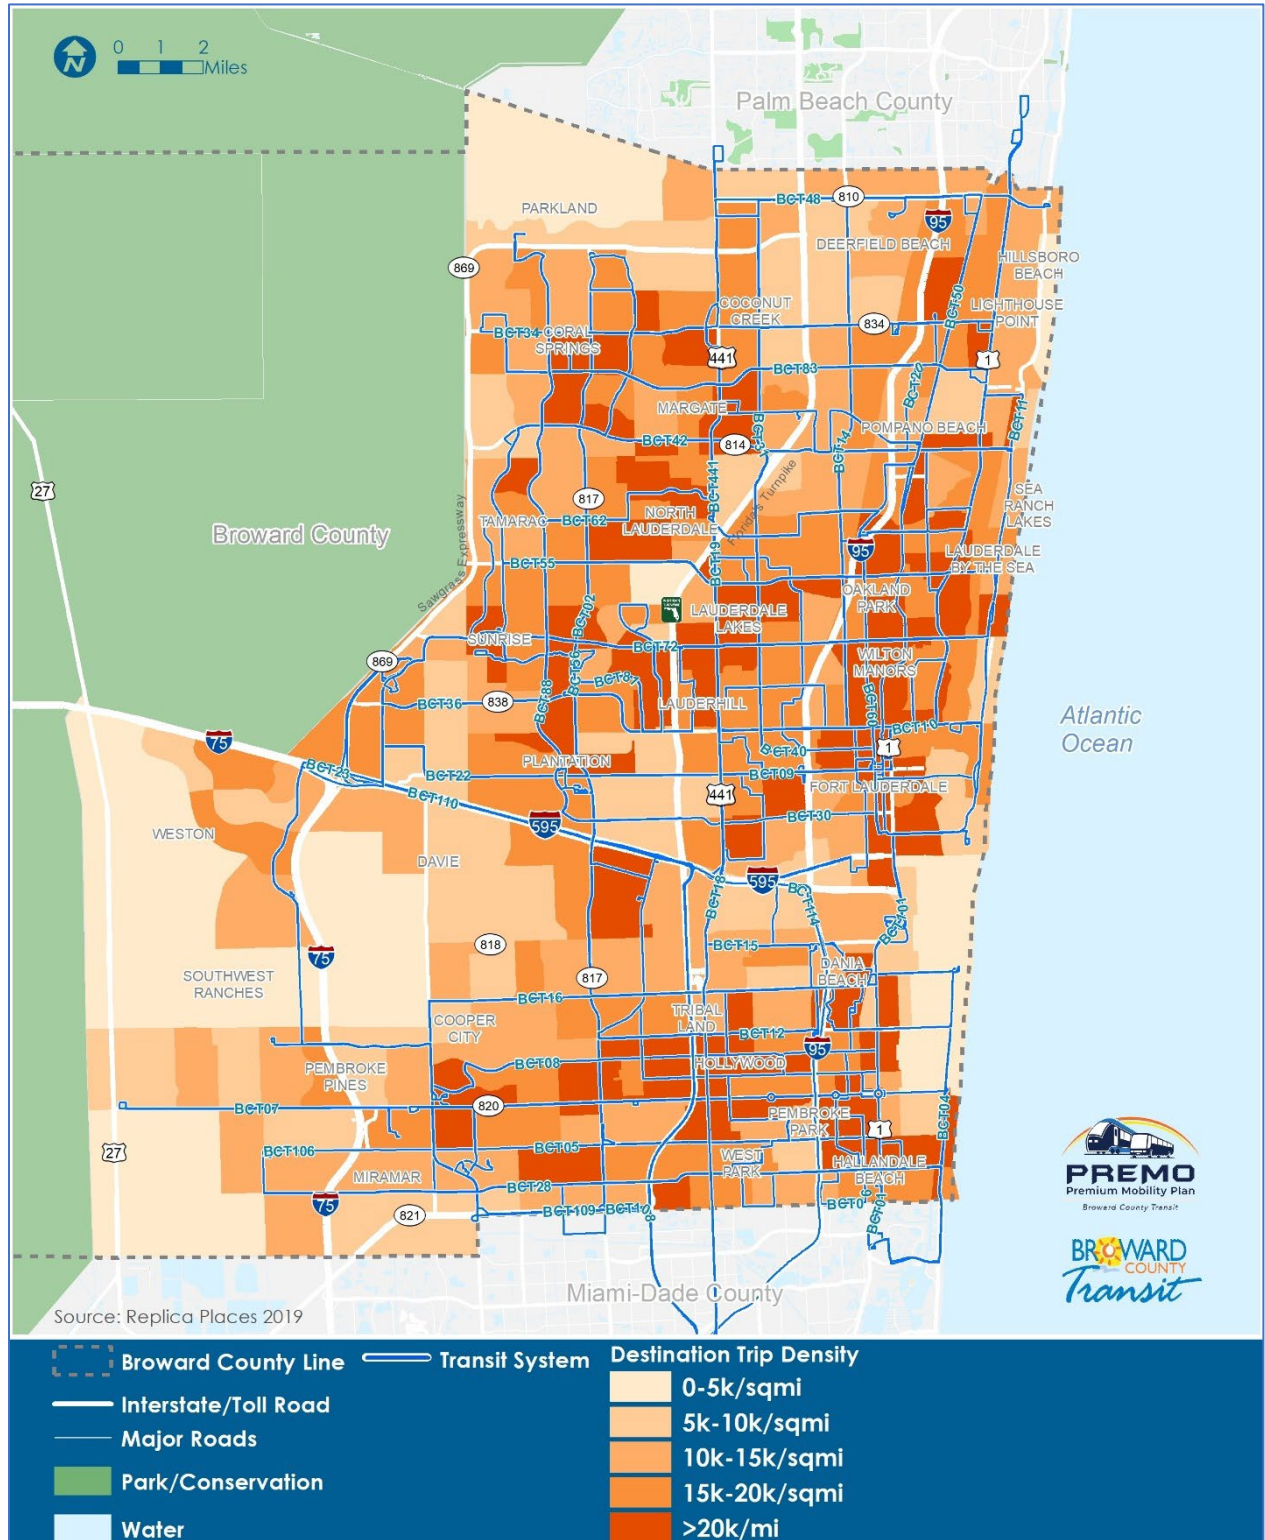 N
0 1 2
Miles
Palm Beach County
PARKLAND
BCT48
810
95
DEERFIELD BEACH
HILLSBORO
BEACH
869
COCONUT
CREEK
BCT50
LIGHTHOUSE
POINT
834
BCT34
CORAL
SPRINGS
441
1
BCT83
BCT20
MARGATE
BCT31
BCT14
BCT11
POMPANO BEACH
BCT42
814
27
817
BCT441
Florida's Turnpike
SEA
RANCH
LAKES
TAMARAC
BCT62
NORTH
LAUDERDALE
Broward County
Sawgrass Expressway
95
LAUDERDALE
BY THE SEA
BCT55
BCT19
OAKLAND
PARK
BCT02
LAUDERDALE
LAKES
SUNRISE
BCT72
BCT56
WILTON
MANORS
869
BCT81
BCT36
838
BCT88
LAUDERHILL
BCT60
BCT10
Atlantic
Ocean
75
BCT40
1
BCT23
BCT22
PLANTATION
BCT09
FORT LAUDERDALE
BCT110
441
595
BCT30
WESTON
DAVIE
595
BCT18
BCT114
BCT101
818
BCT15
75
DANIA
BEACH
SOUTHWEST
RANCHES
817
BCT16
COOPER
CITY
TRIBAL
LAND
BCT12
95
BCT08
HOLLYWOOD
PEMBROKE
PINES
BCT07
820
BCT04
PEMBROKE
PARK
1
27
BCT106
BCT05
WEST
PARK
HALLANDALE
BEACH
MIRAMAR
BCT28
75
821
BCT109
BCT108
BCT01
PREMO
Premium Mobility Plan
Broward County Transit
BROWARD
COUNTY
Transit
Miami-Dade County
Source: Replica Places 2019
Broward County Line
Transit System
Interstate/Toll Road
Major Roads
Park/Conservation
Water
Destination Trip Density
0-5k/sqmi
5k-10k/sqmi
10k-15k/sqmi
15k-20k/sqmi
>20k/mi